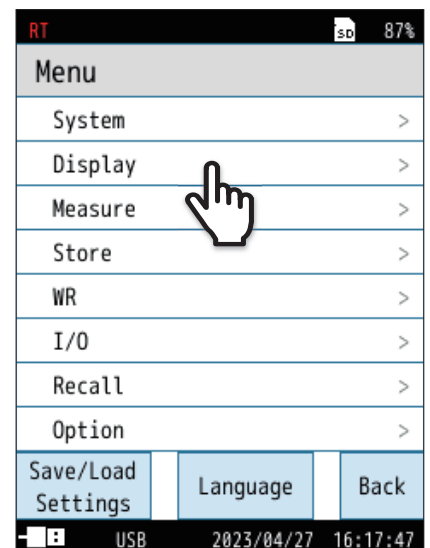 RT SD 87%
Menu
System >
Display >
Measure >
Store >
WR >
I/O >
Recall >
Option >
Save/Load Language Back
Settings
USB 2023/04/27 16:17:47